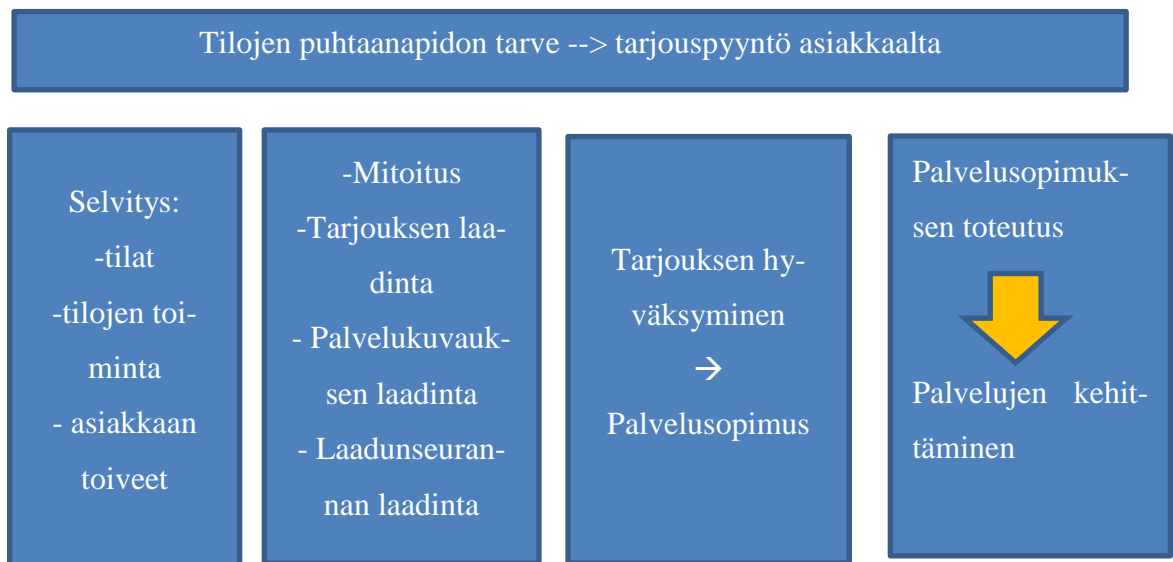 Tilojen puhtaanapidon tarve --> tarjouspyyntö asiakkaalta
Selvitys:
-tilat
-tilojen toi-
minta
- asiakkaan
toiveet
-Mitoitus
-Tarjouksen laa-
dinta
- Palvelukuvauk-
sen laadinta
- Laadunseuran-
nan laadinta
Tarjouksen hy-
väksyminen
→
Palvelusopimus
Palvelusopimuk-
sen toteutus
Palvelujen kehit-
täminen